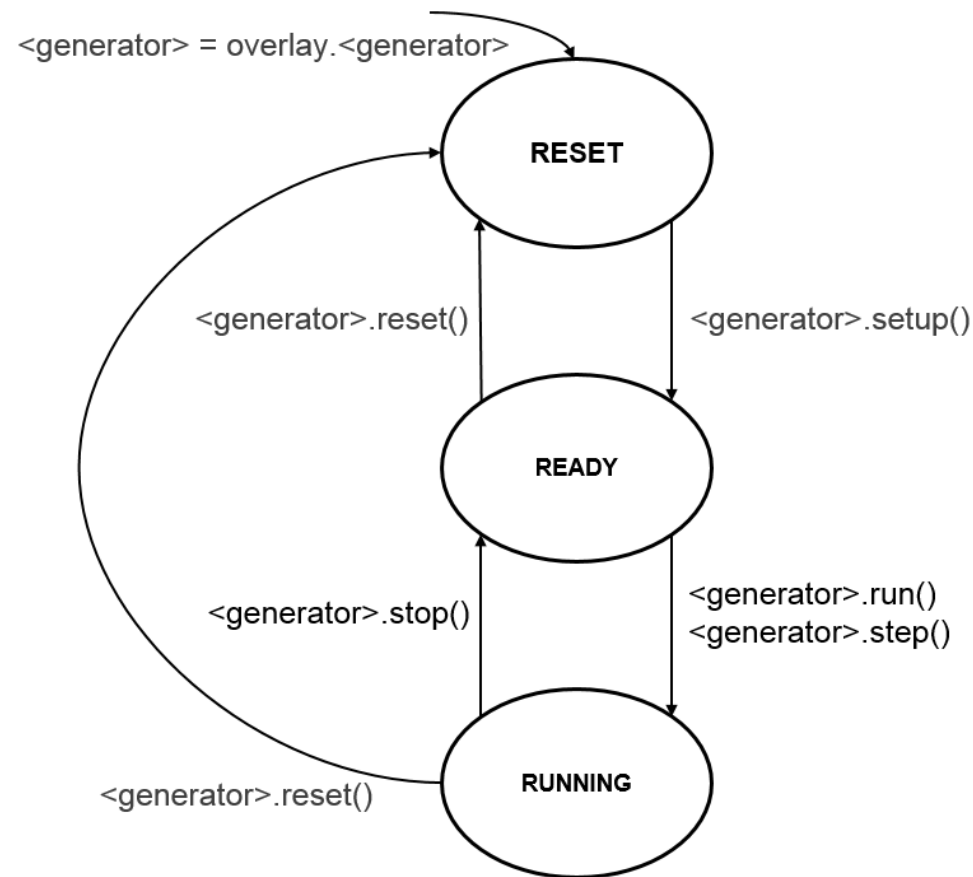 <generator> = overlay.<generator>
RESET
<generator>.reset()
<generator>.setup()
READY
<generator>.stop()
<generator>.run()
<generator>.step()
RUNNING
<generator>.reset()